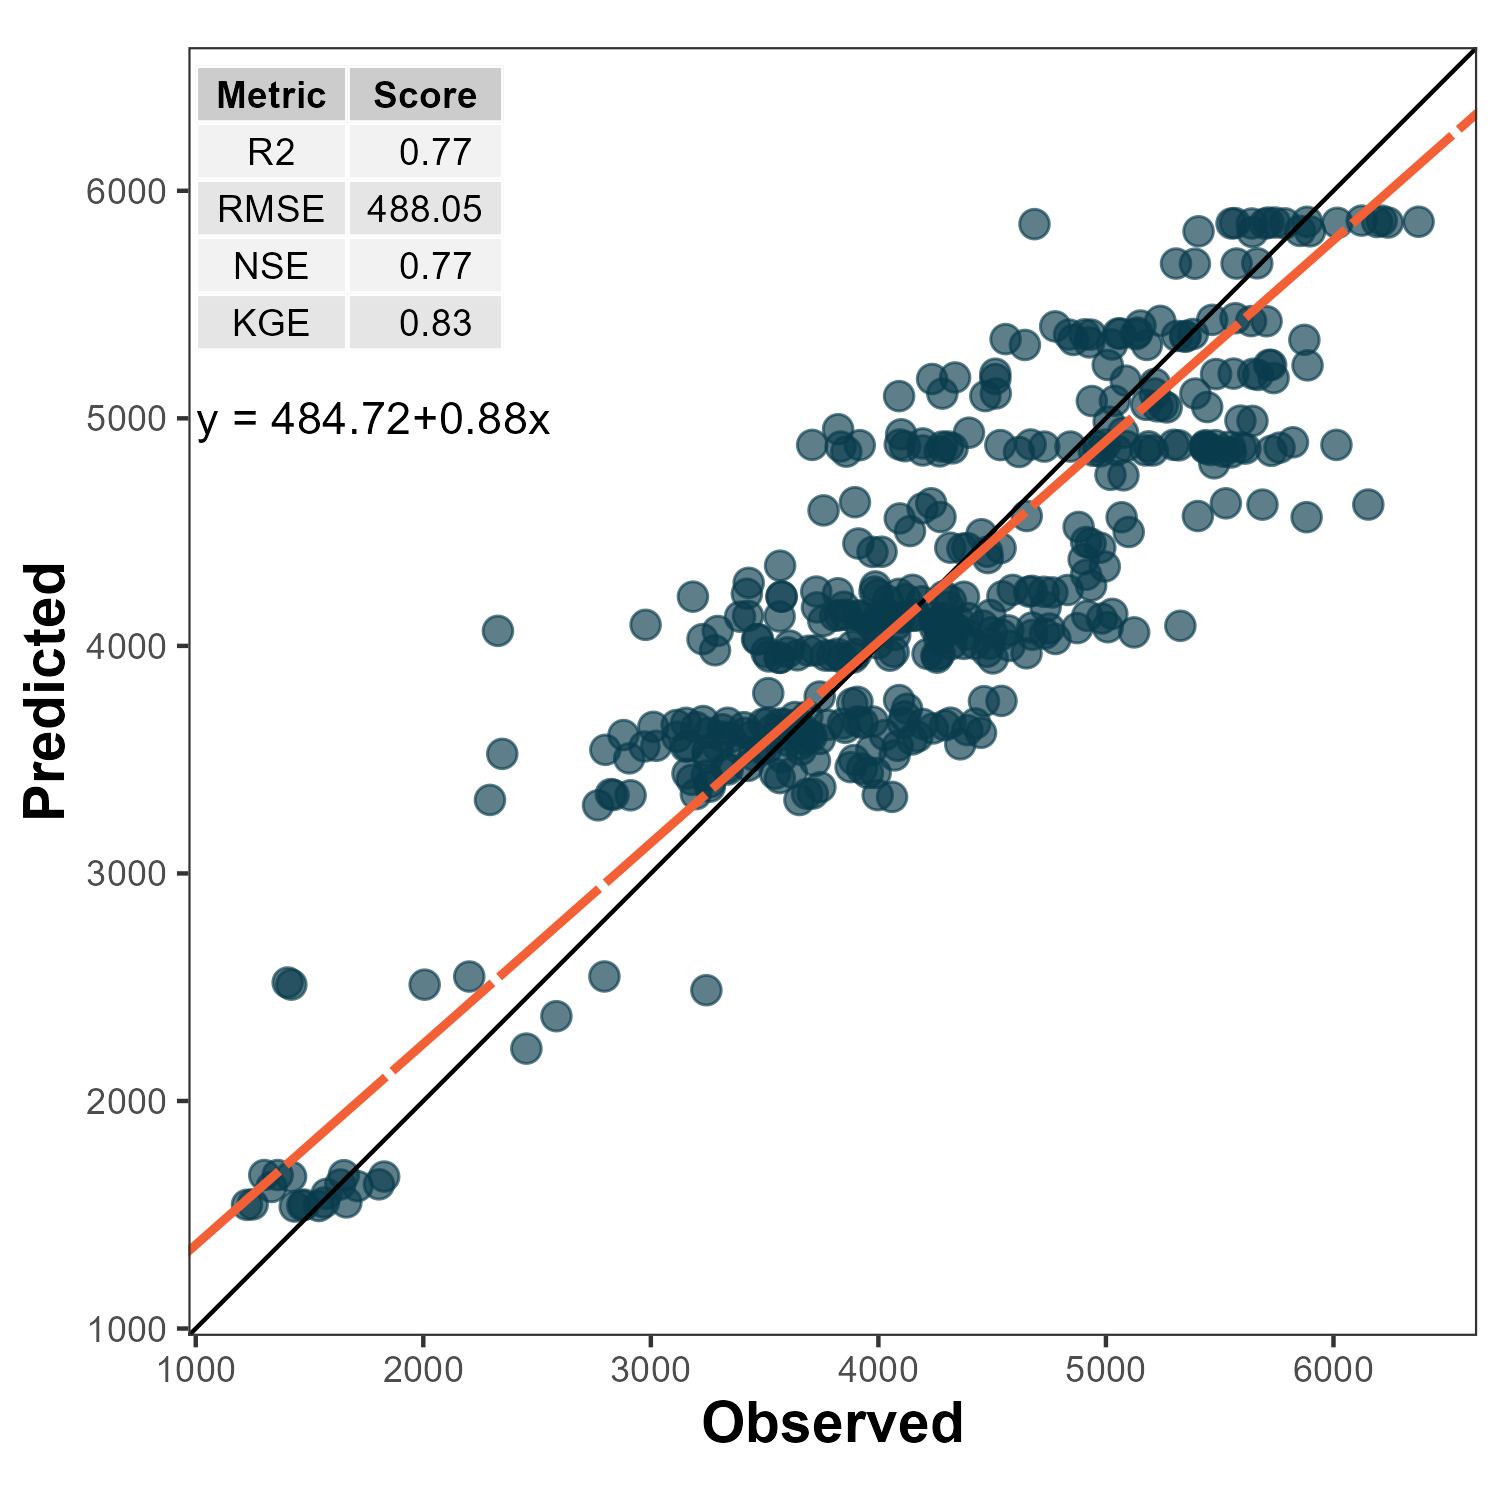 Metric Score
R2 0.77
RMSE 488.05
NSE 0.77
KGE 0.83
y = 484.72+0.88x
6000
5000
4000
3000
2000
1000
Predicted
1000 2000 3000 4000 5000 6000
Observed